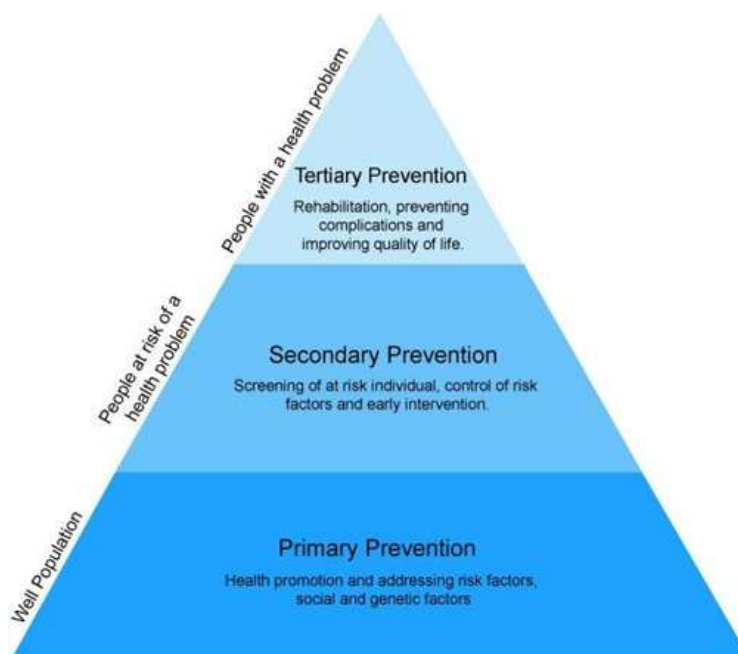 People with a health problem
Tertiary Prevention
Rehabilitation, preventing
complications and
improving quality of life.
People at risk of a
health problem
Secondary Prevention
Screening of at risk individual, control of risk
factors and early intervention.
Well Population
Primary Prevention
Health promotion and addressing risk factors,
social and genetic factors